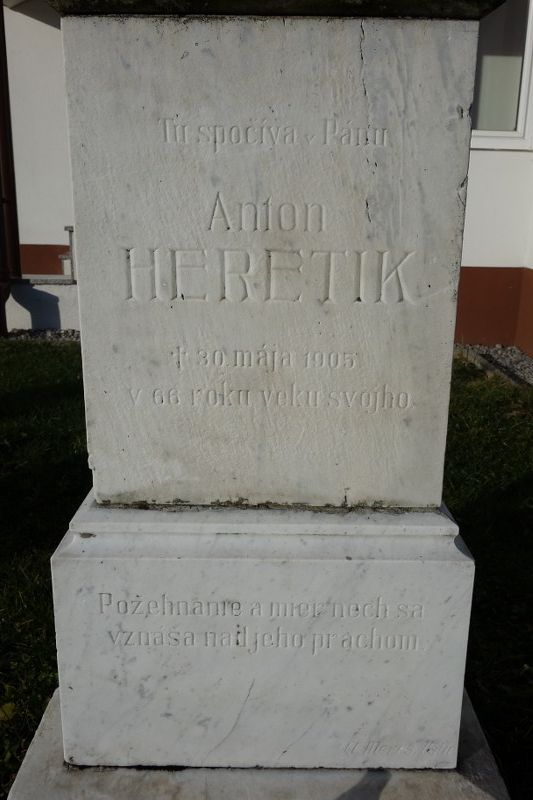 Tu spočíva v Pánu
Anton
HERETIK
† 30. mája 1905
v 66 roku veku svojho.
Požehnanie a mier nech sa
vznáša nad jeho prachom.